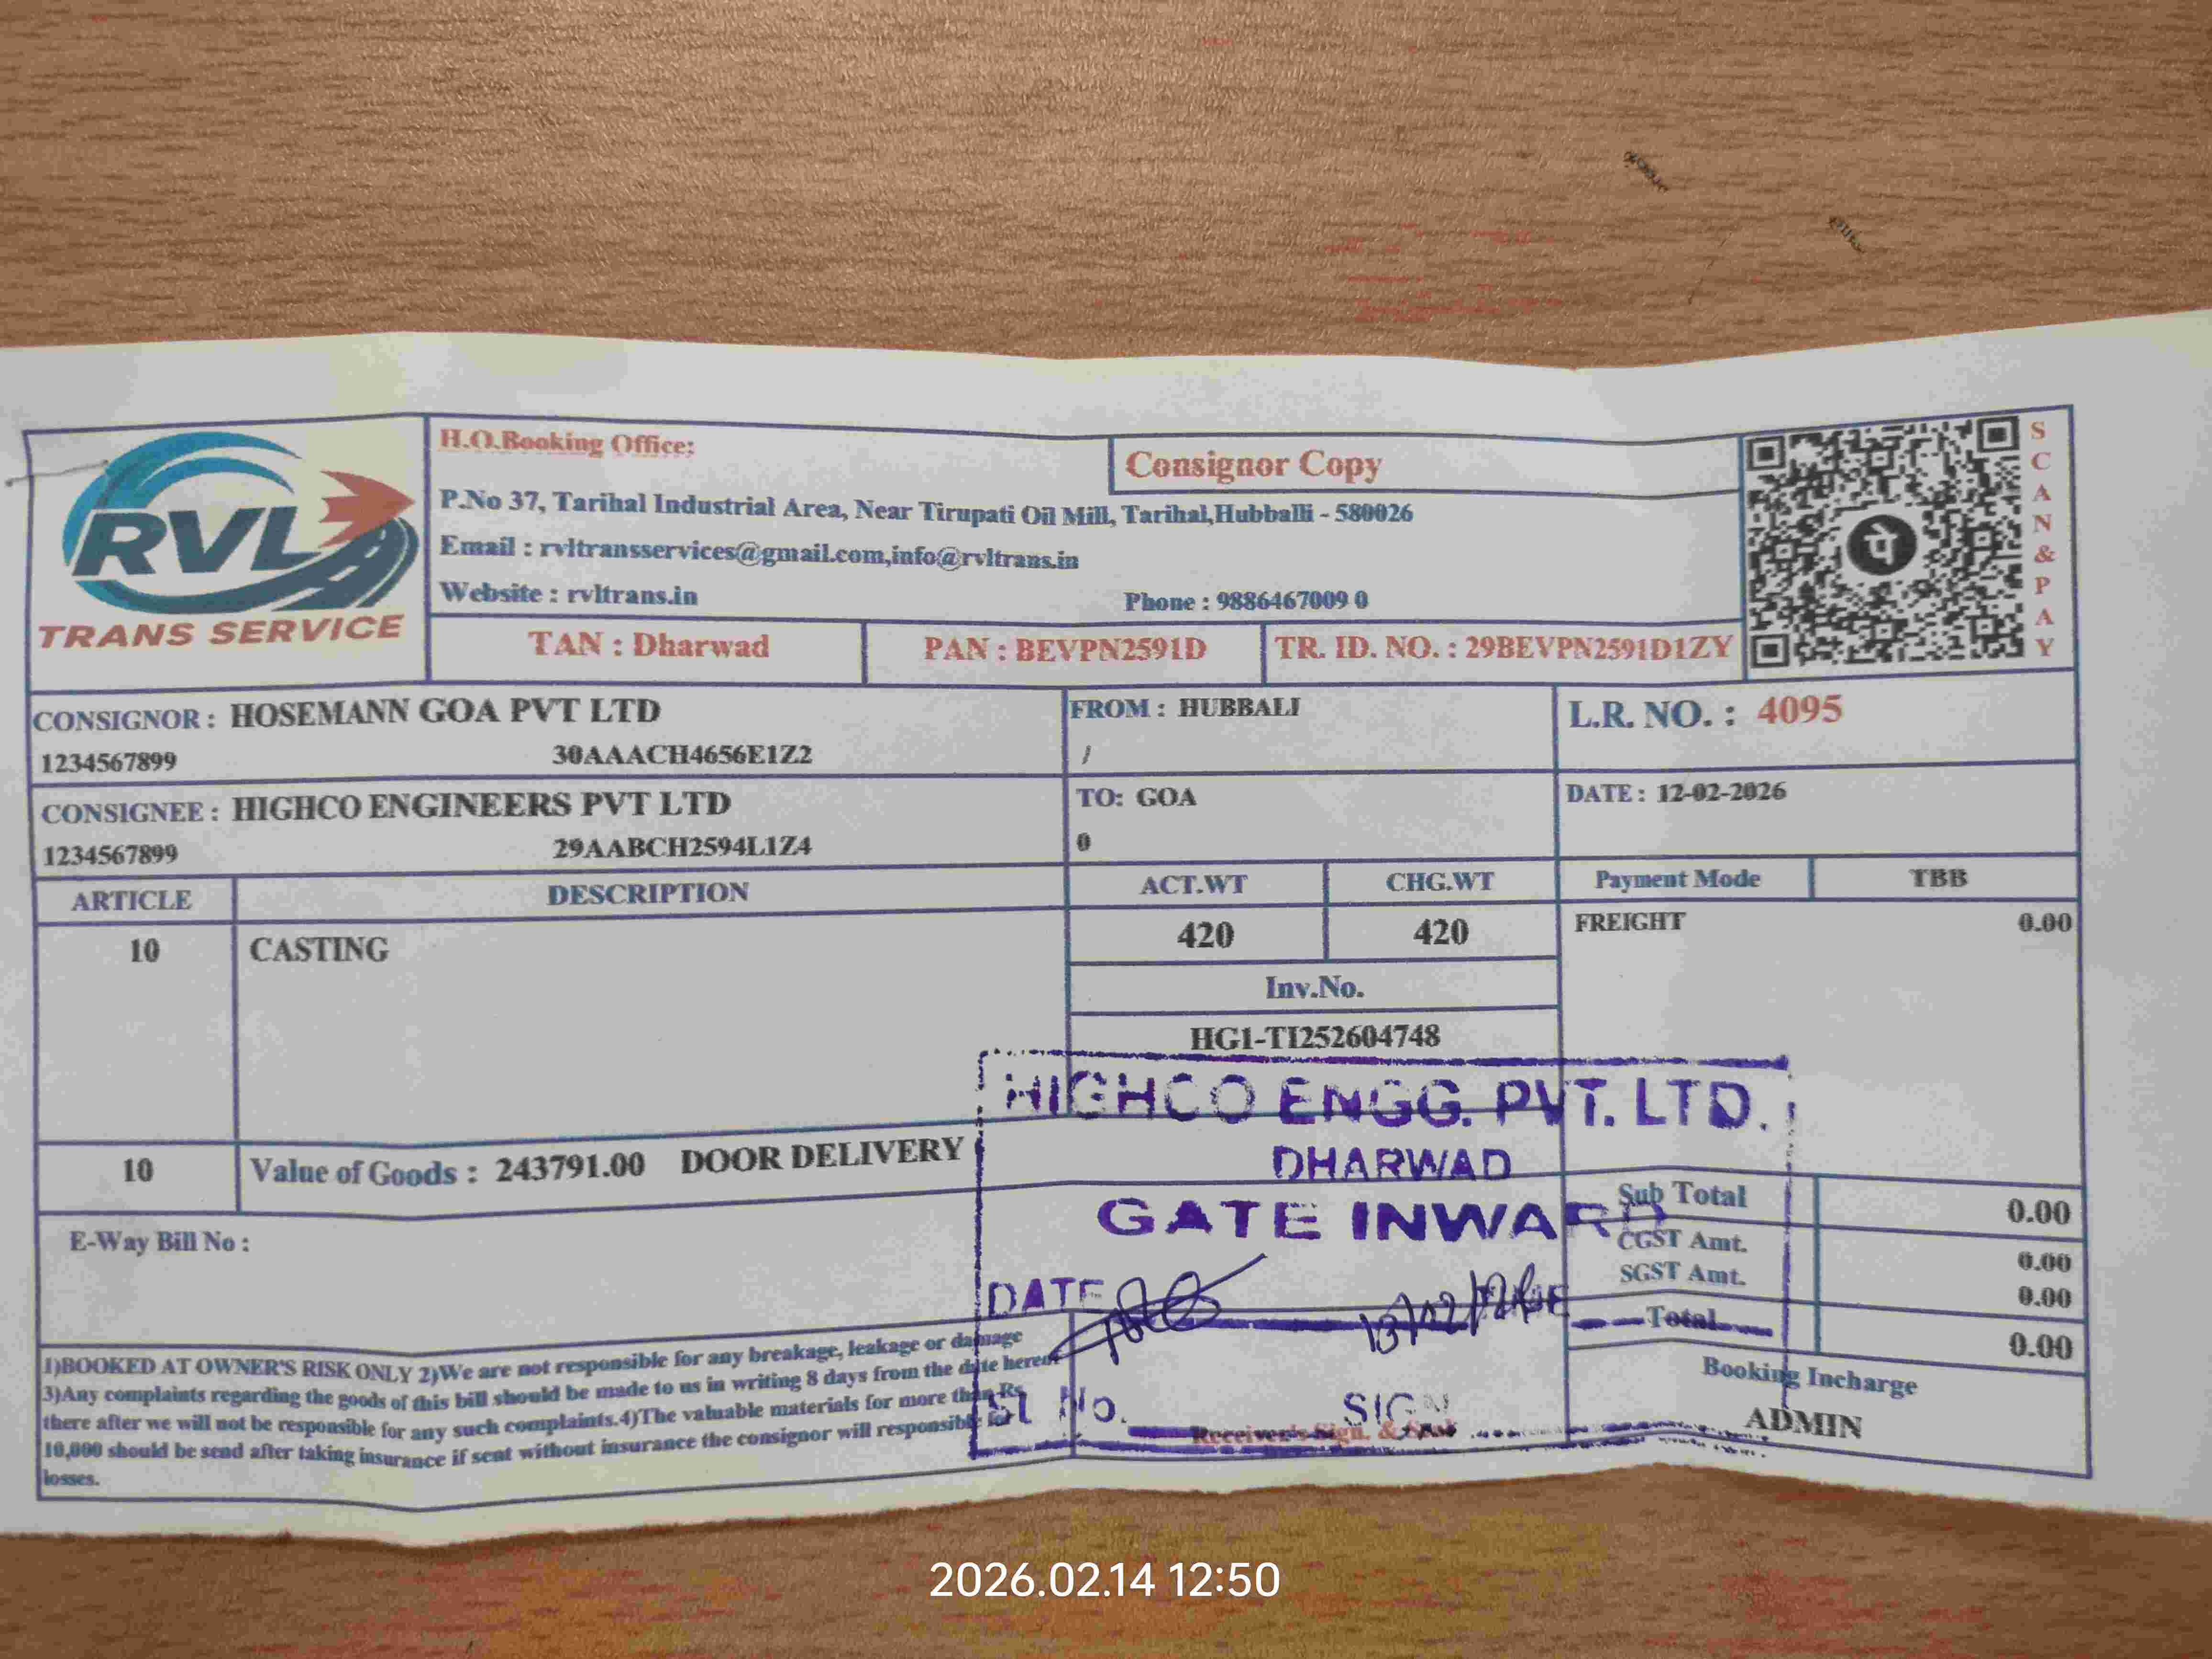 RVL
TRANS SERVICE
H.O.Booking Office:
Consignor Copy
P.No 37, Tarihal Industrial Area, Near Tirupati Oil Mill, Tarihal,Hubballi - 580026
Email : rvltransservices@gmail.com,info@rvltrans.in
Website : rvltrans.in Phone : 9886467009 0
TAN : Dharwad PAN : BEVPN2591D TR. ID. NO. : 29BEVPN2591D1ZY
पे
SCAN&PAY
CONSIGNOR : HOSEMANN GOA PVT LTD
1234567899 30AAACH4656E1Z2
FROM : HUBBALI
/
L.R. NO. : 4095
CONSIGNEE : HIGHCO ENGINEERS PVT LTD
1234567899 29AABCH2594L1Z4
TO: GOA
0
DATE : 12-02-2026
ARTICLE DESCRIPTION ACT.WT CHG.WT Payment Mode TBB
10 CASTING 420 420 FREIGHT 0.00
Inv.No.
HG1-TI252604748
HIGHCO ENGG. PVT. LTD.
DHARWAD
GATE INWARD
DATE 13/02/
SI No. SIGN
10 Value of Goods : 243791.00 DOOR DELIVERY
E-Way Bill No :
Sub Total 0.00
CGST Amt. 0.00
SGST Amt. 0.00
Total 0.00
1)BOOKED AT OWNER'S RISK ONLY 2)We are not responsible for any breakage, leakage or damage
3)Any complaints regarding the goods of this bill should be made to us in writing 8 days from the date hereof
there after we will not be responsible for any such complaints.4)The valuable materials for more than Rs
10,000 should be send after taking insurance if sent without insurance the consignor will responsible for
losses.
Receiver's Sign. & Seal
Booking Incharge
ADMIN
2026.02.14 12:50